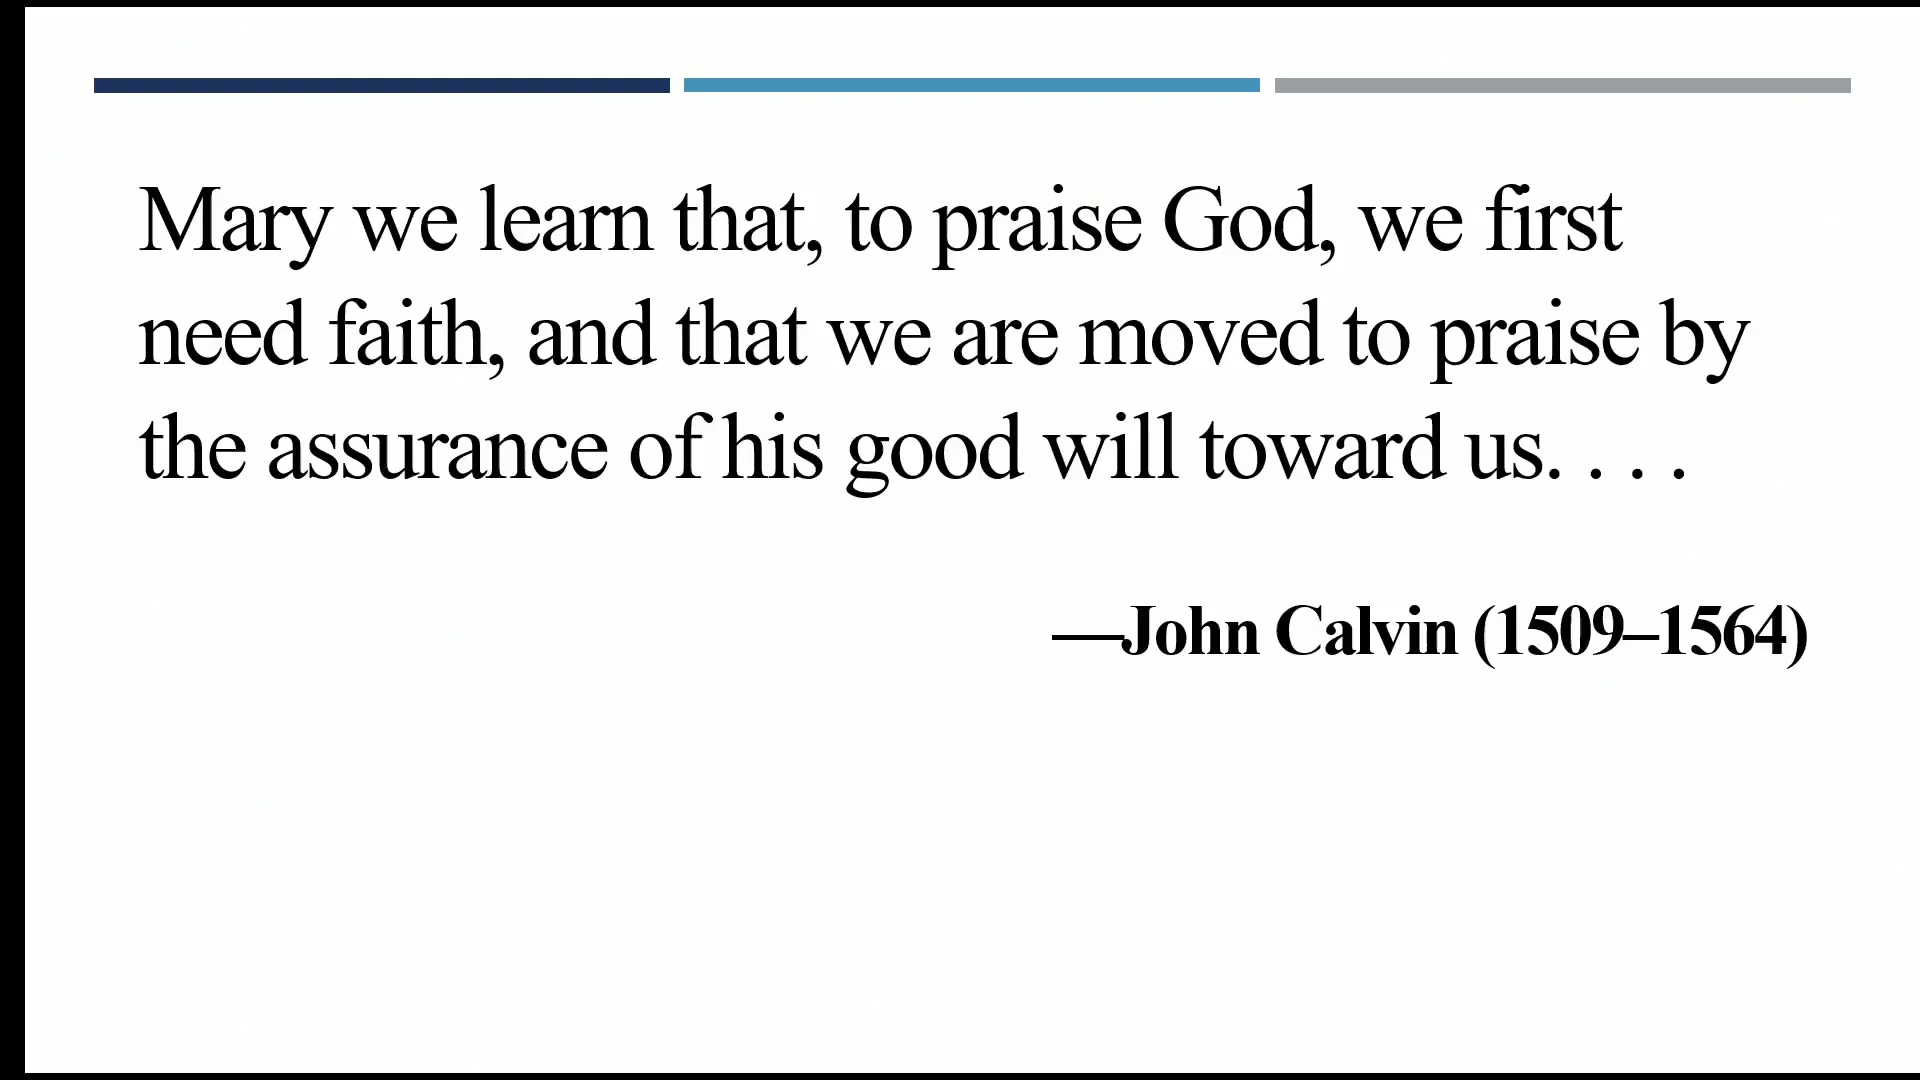 Mary we learn that, to praise God, we first
need faith, and that we are moved to praise by
the assurance of his good will toward us. . . .
—John Calvin (1509–1564)